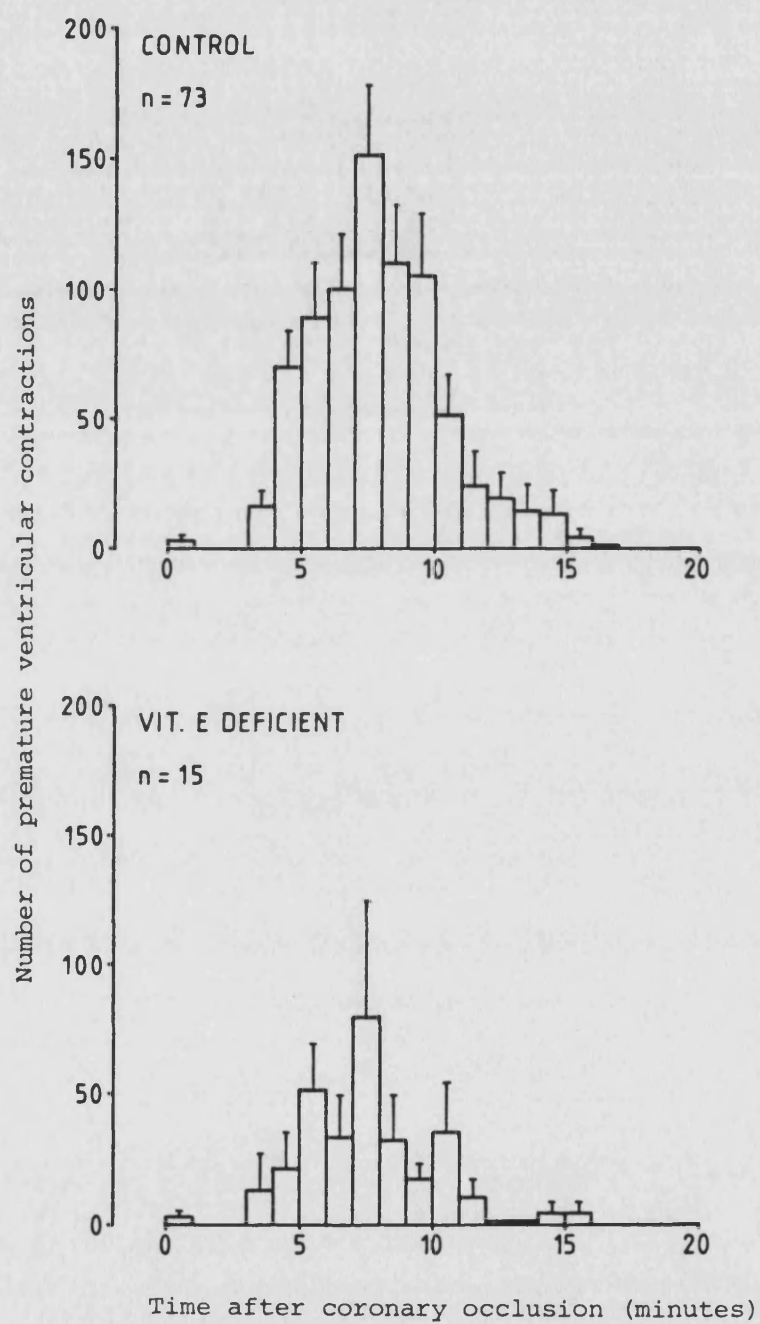 200
CONTROL
n = 73
150
100
50
0
0 5 10 15 20
Number of premature ventricular contractions
200
VIT. E DEFICIENT
n = 15
150
100
50
0
0 5 10 15 20
Time after coronary occlusion (minutes)